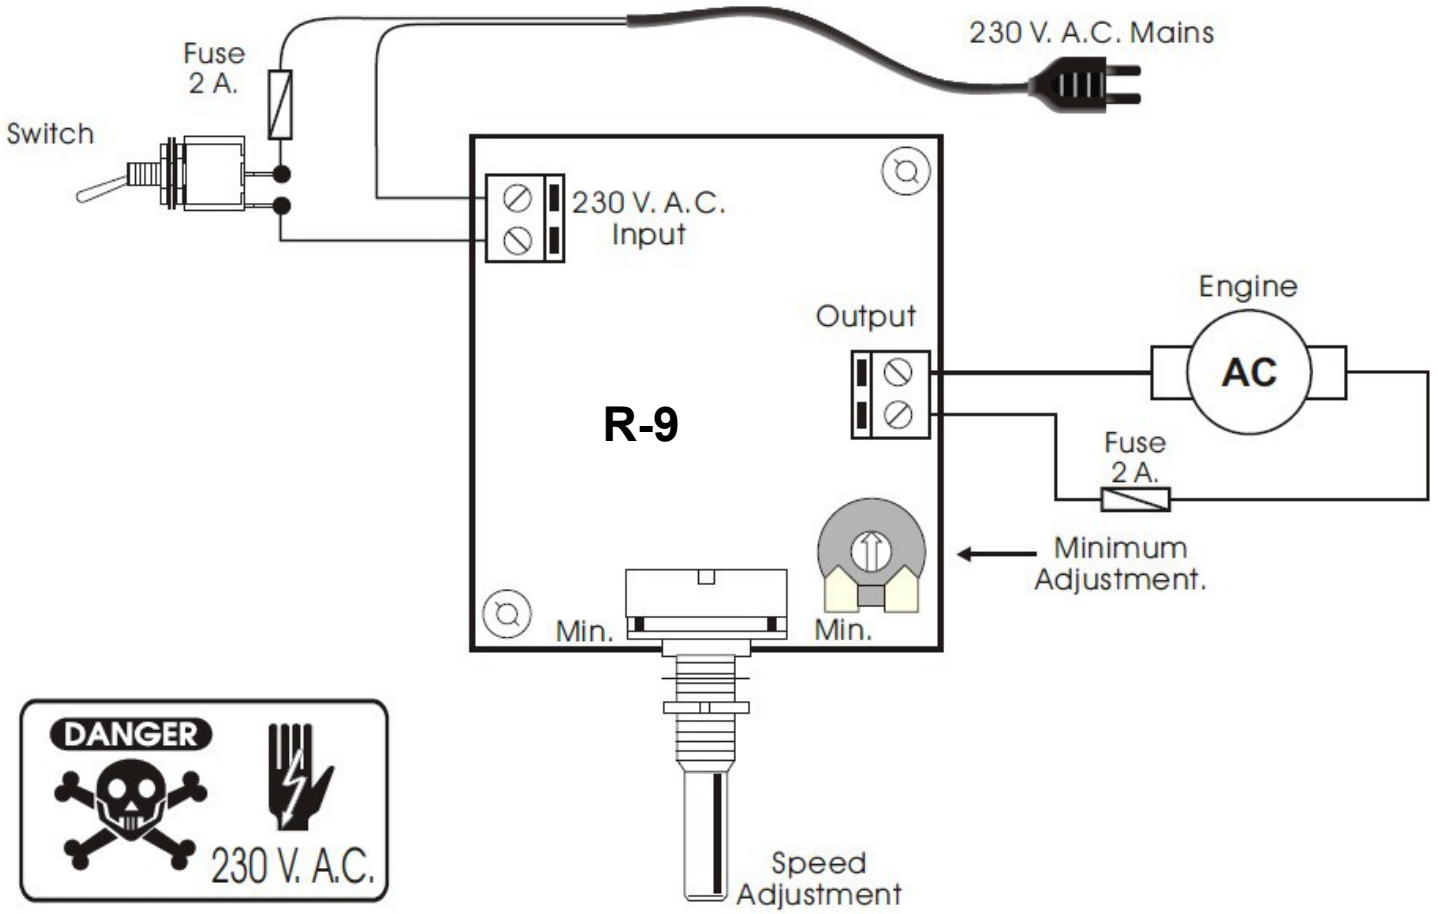 230 V. A.C. Mains
Fuse
2 A.
Switch
230 V. A.C.
Input
Output
Engine
AC
R-9
Fuse
2 A.
Minimum
Adjustment.
Min.
Min.
DANGER
230 V. A.C.
Speed
Adjustment